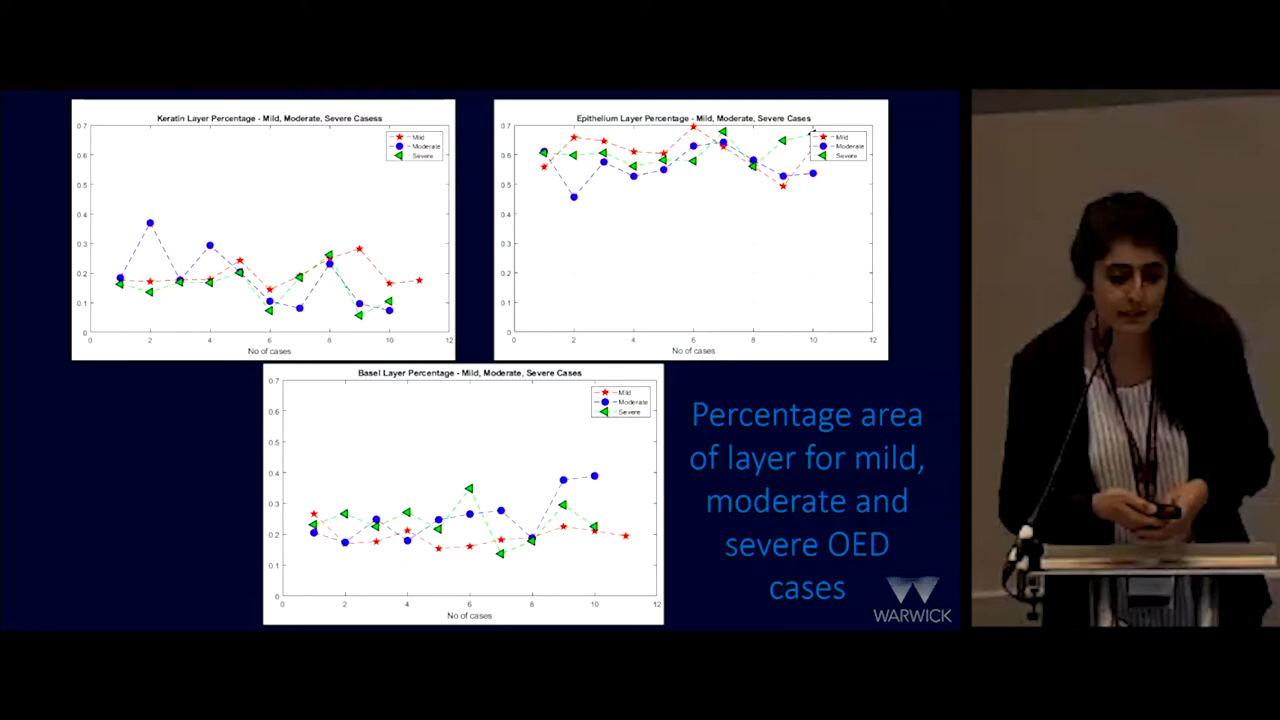 Keratin Layer Percentage - Mild, Moderate, Severe Casess
0.7
0.6
0.5
0.4
0.3
0.2
0.1
0
0 2 4 6 8 10 12
No of cases
Mild
Moderate
Severe
Epithelium Layer Percentage - Mild, Moderate, Severe Cases
0.7
0.6
0.5
0.4
0.3
0.2
0.1
0
0 2 4 6 8 10 12
No of cases
Mild
Moderate
Severe
Basel Layer Percentage - Mild, Moderate, Severe Cases
0.7
0.6
0.5
0.4
0.3
0.2
0.1
0
0 2 4 6 8 10 12
No of cases
Mild
Moderate
Severe
Percentage area
of layer for mild,
moderate and
severe OED
cases
WARWICK